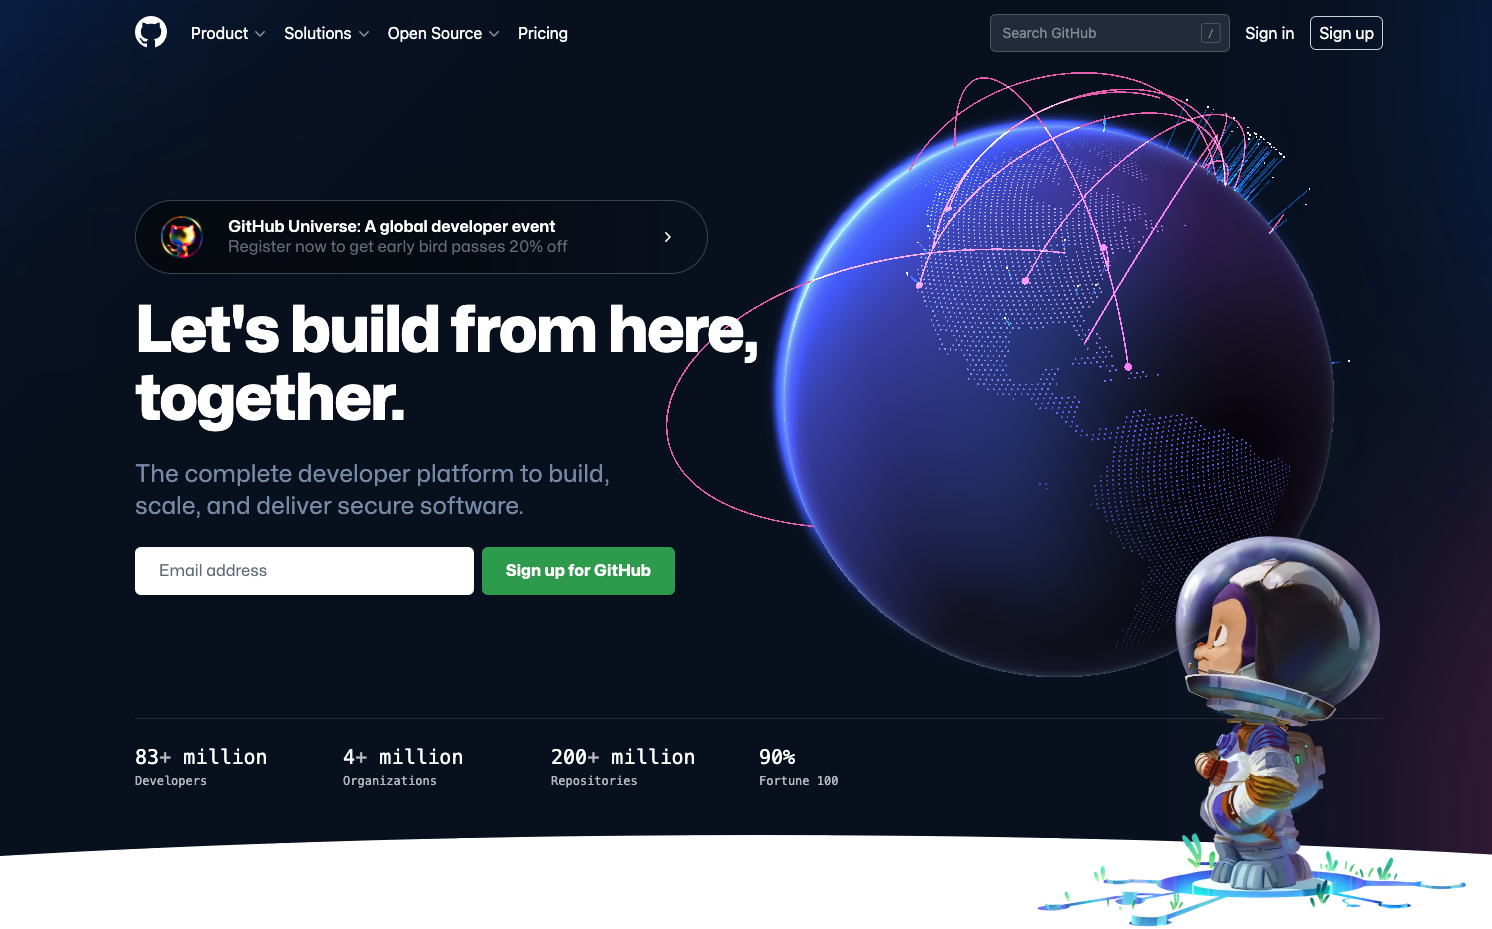 Product
Solutions
Open Source
Pricing
Search GitHub
/
Sign in
Sign up
GitHub Universe: A global developer event
Register now to get early bird passes 20% off
Let's build from here,
together.
The complete developer platform to build,
scale, and deliver secure software.
Email address
Sign up for GitHub
83+ million
Developers
4+ million
Organizations
200+ million
Repositories
90%
Fortune 100